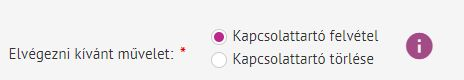 Kapcsolattartó felvétel
Elvégezni kívánt művelet: *
Kapcsolattartó törlése
i